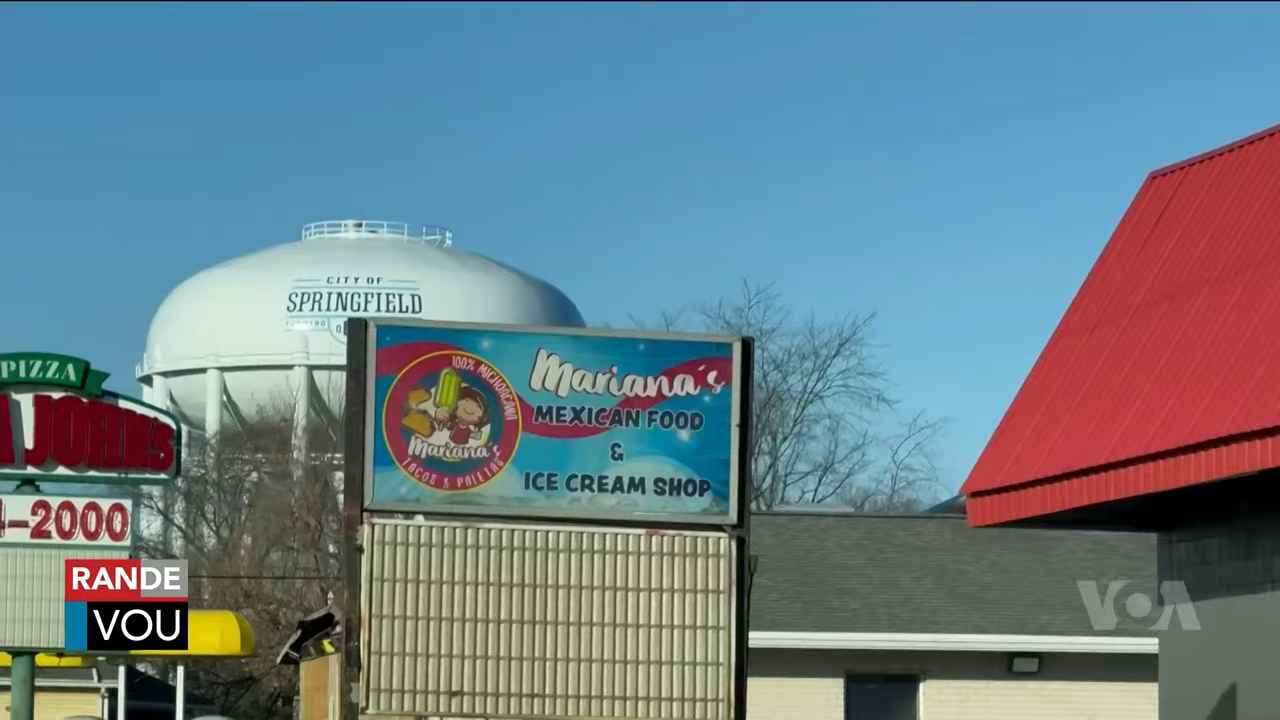 CITY OF
SPRINGFIELD
PIZZA
A JOHNS
4-2000
100% MICHOACANA
Mariana's
TACOS & PALETAS
Mariana's
MEXICAN FOOD
&
ICE CREAM SHOP
RANDE
VOU
VOA